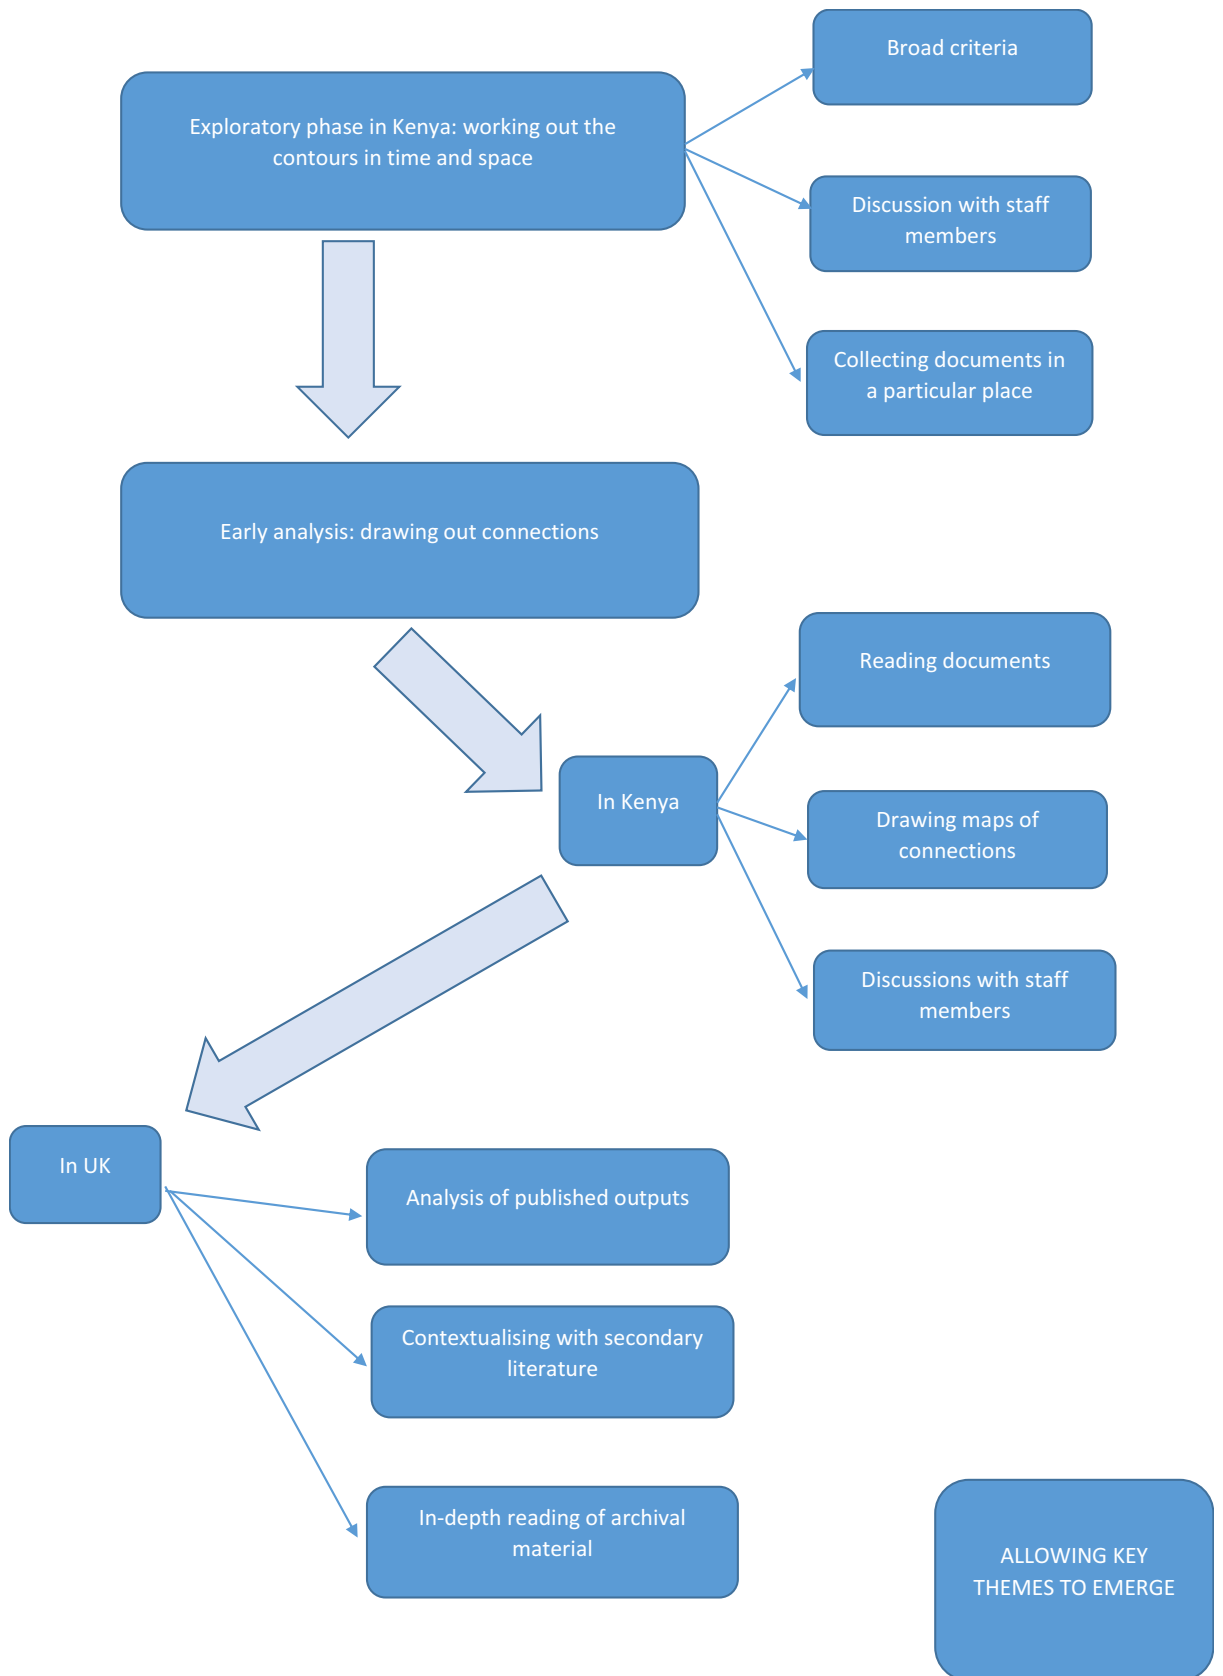 Broad criteria
Exploratory phase in Kenya: working out the
contours in time and space
Discussion with staff
members
Collecting documents in
a particular place
Early analysis: drawing out connections
Reading documents
In Kenya
Drawing maps of
connections
Discussions with staff
members
In UK
Analysis of published outputs
Contextualising with secondary
literature
In-depth reading of archival
material
ALLOWING KEY
THEMES TO EMERGE